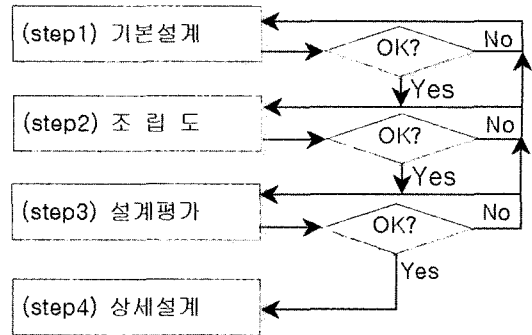 (step1) 기본설계
OK?
No
Yes
(step2) 조 립 도
OK?
No
Yes
(step3) 설계평가
OK?
No
Yes
(step4) 상세설계